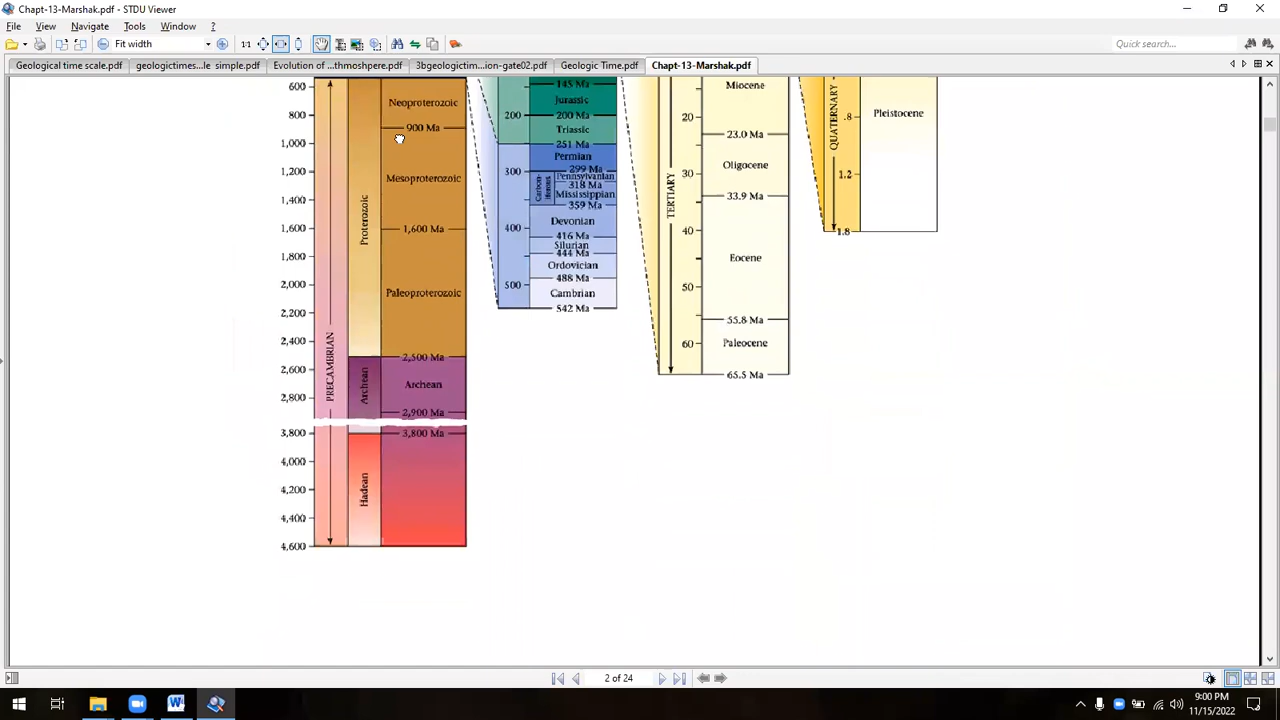 Chapt-13-Marshak.pdf - STDU Viewer
File View Navigate Tools Window ?
Fit width
1:1
Quick search...
Geological time scale.pdf geologictimes...le simple.pdf Evolution of ...thmoshpere.pdf 3bgeologictim...ion-gate02.pdf Geologic Time.pdf Chapt-13-Marshak.pdf
600
800
1,000
1,200
1,400
1,600
1,800
2,000
2,200
2,400
2,600
2,800
3,800
4,000
4,200
4,400
4,600
PRECAMBRIAN
Proterozoic
Archean
Hadean
Neoproterozoic
900 Ma
Mesoproterozoic
1,600 Ma
Paleoproterozoic
2,500 Ma
Archean
2,900 Ma
3,800 Ma
200
300
400
500
145 Ma
Jurassic
200 Ma
Triassic
251 Ma
Permian
299 Ma
Carbon-
iferous
Pennsylvanian
318 Ma
Mississippian
359 Ma
Devonian
416 Ma
Silurian
444 Ma
Ordovician
488 Ma
Cambrian
542 Ma
TERTIARY
20
30
40
50
60
Miocene
23.0 Ma
Oligocene
33.9 Ma
Eocene
55.8 Ma
Paleocene
65.5 Ma
QUATERNARY
.8
1.2
1.8
Pleistocene
2 of 24
9:00 PM
11/15/2022